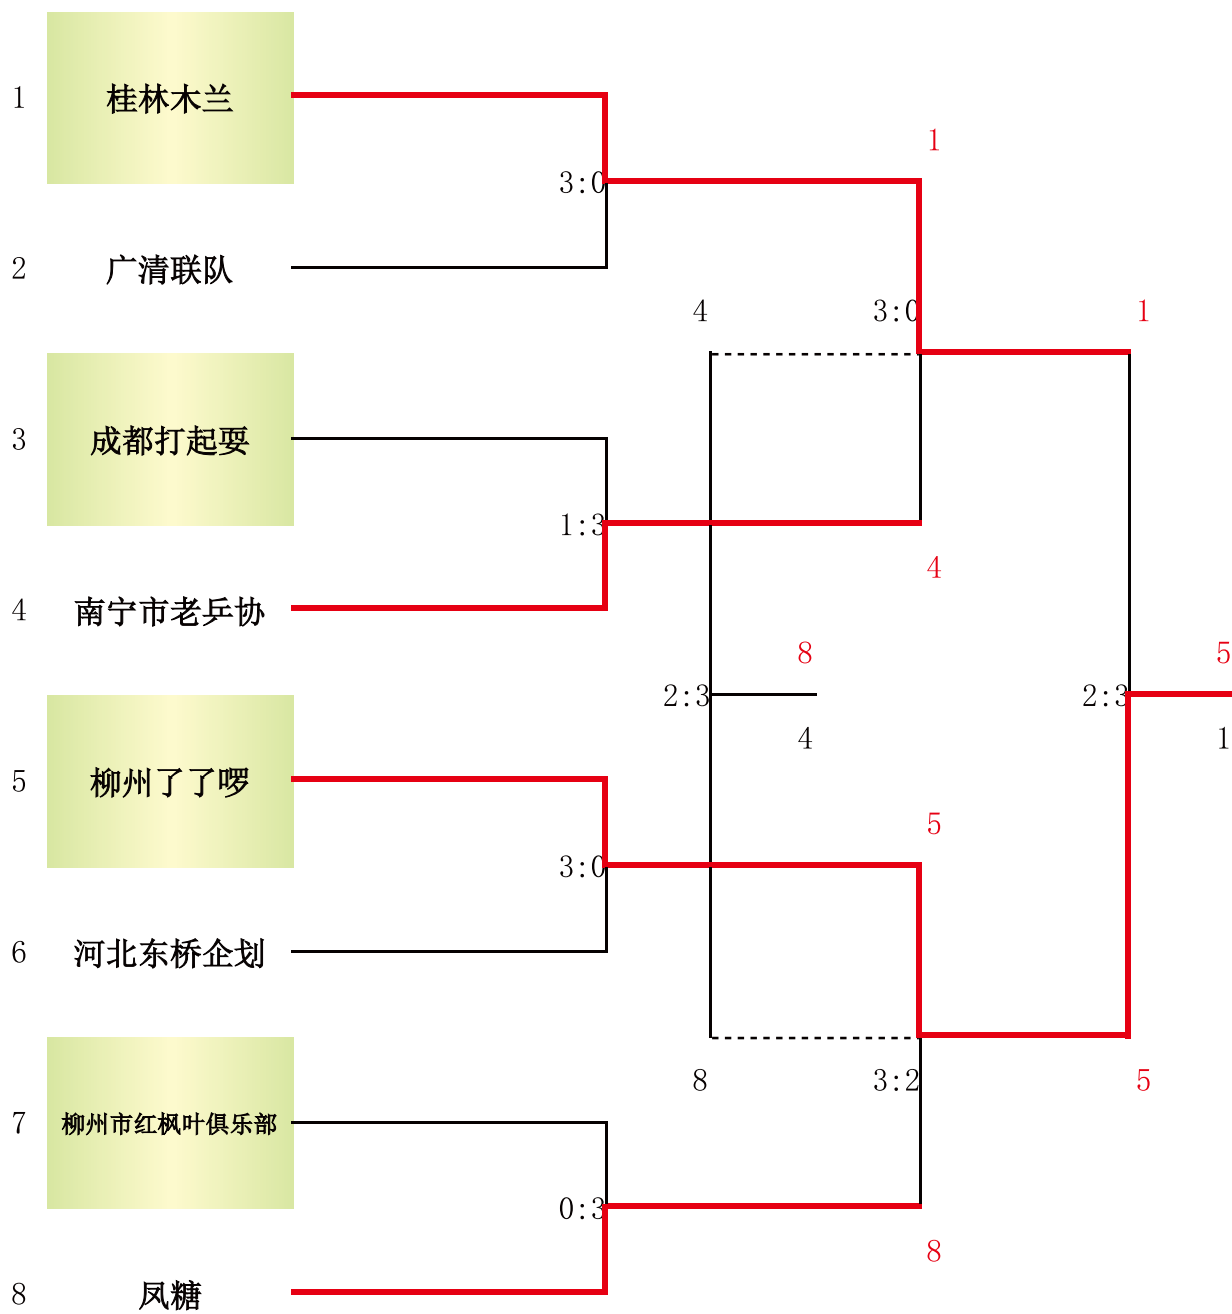 1 桂林木兰
1
3:0
2 广清联队
4 3:0 1
3 成都打起耍
1:3
4
4 南宁市老乒协
8 5
2:3 2:3
4 1
5 柳州了了啰
5
3:0
6 河北东桥企划
8 3:2 5
7 柳州市红枫叶俱乐部
0:3
8
8 凤糖